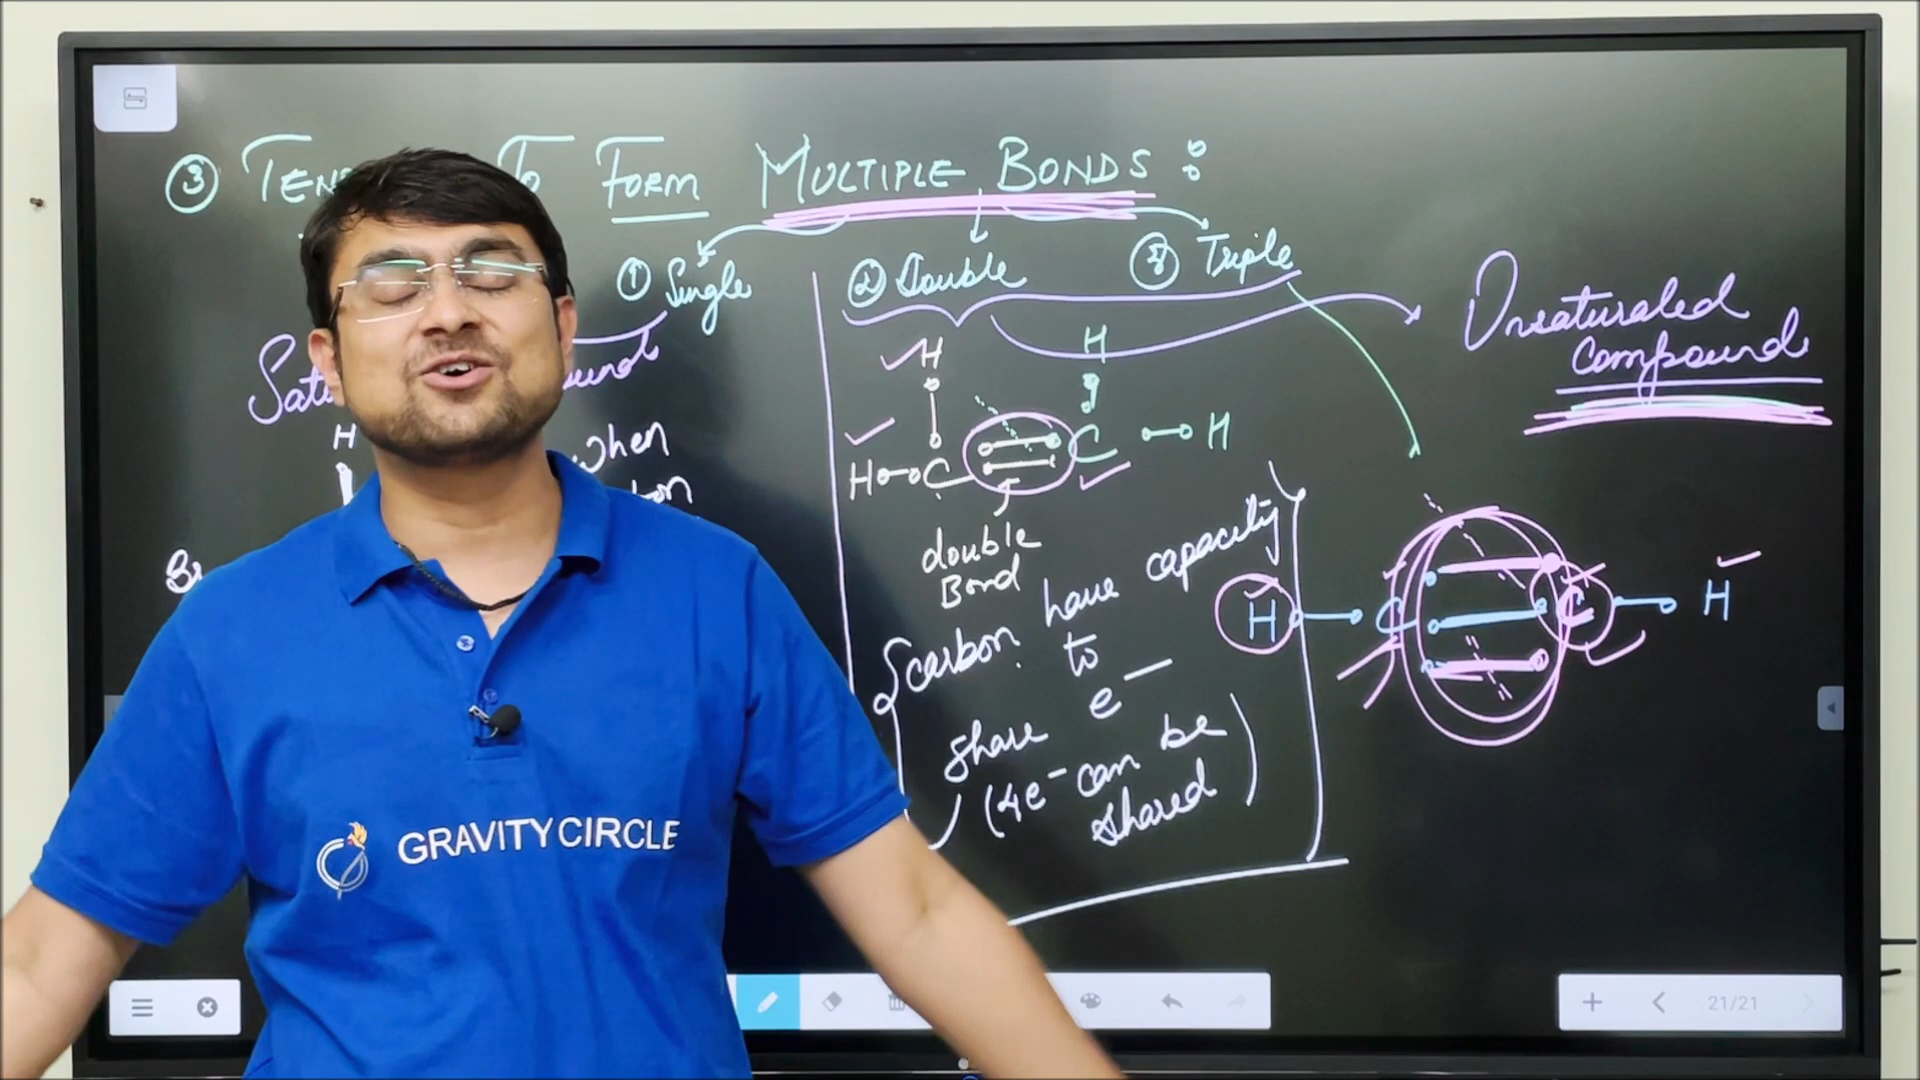 ③ TEN TO FORM MULTIPLE BONDS :
① Single ② Double ③ Triple
Unsaturated
compound
H
H
H
when
H C C H
double
Bond
H C C H
carbon have capacity
to
share e⁻
(4e⁻ can be
shared)
GRAVITY CIRCLE
21/21